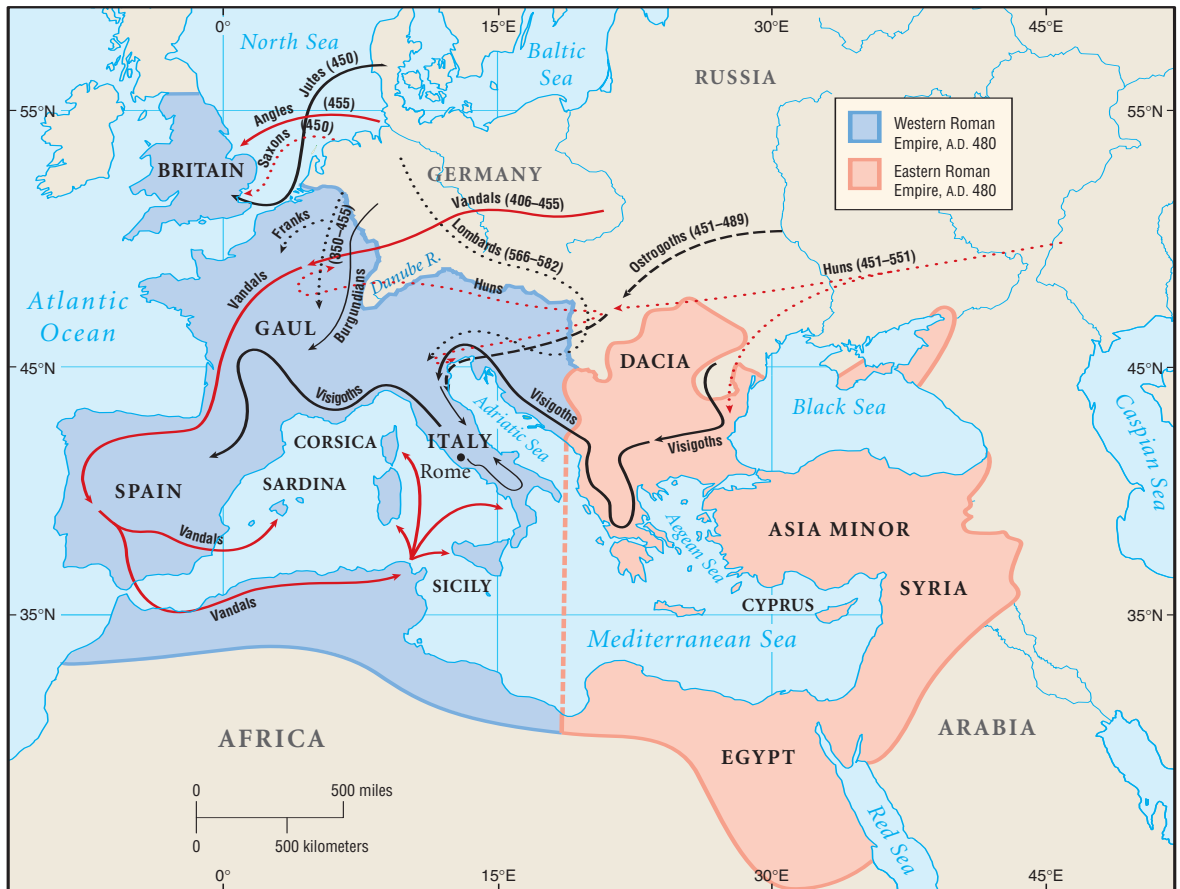 0°
15°E
30°E
45°E
North Sea
Baltic
Sea
RUSSIA
Jutes (450)
55°N
55°N
Angles
(455)
Saxons
(450)
BRITAIN
GERMANY
Western Roman
Empire, A.D. 480
Eastern Roman
Empire, A.D. 480
Vandals (406–455)
Franks
(350–455)
Lombards (566–582)
Ostrogoths (451–489)
Huns (451–551)
Danube R.
Huns
Vandals
Burgundians
Atlantic
Ocean
GAUL
DACIA
45°N
45°N
Visigoths
Visigoths
Visigoths
Adriatic Sea
Black Sea
Caspian Sea
CORSICA
ITALY
Rome
SARDINA
SPAIN
Vandals
Aegean Sea
ASIA MINOR
SICILY
SYRIA
CYPRUS
35°N
Vandals
35°N
Mediterranean Sea
AFRICA
ARABIA
EGYPT
Red Sea
0
500 miles
0
500 kilometers
0°
15°E
30°E
45°E